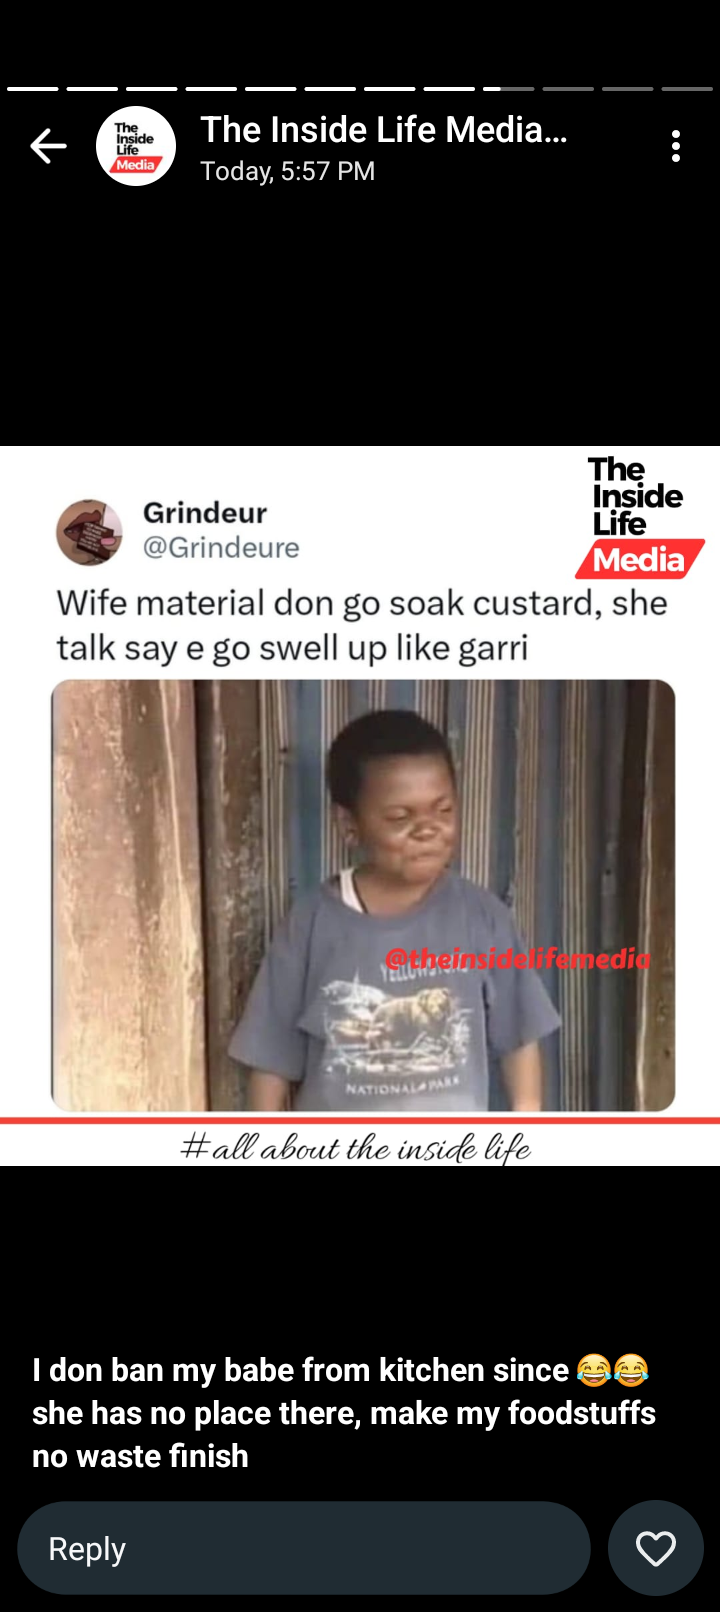 The
Inside
Life
Media
The Inside Life Media...
Today, 5:57 PM
Grindeur
@Grindeure
The
Inside
Life
Media
Wife material don go soak custard, she
talk say e go swell up like garri
@theinsidelifemedia
YELLOWSTONE
NATIONAL PARK
#all about the inside life
I don ban my babe from kitchen since 😂😂
she has no place there, make my foodstuffs
no waste finish
Reply